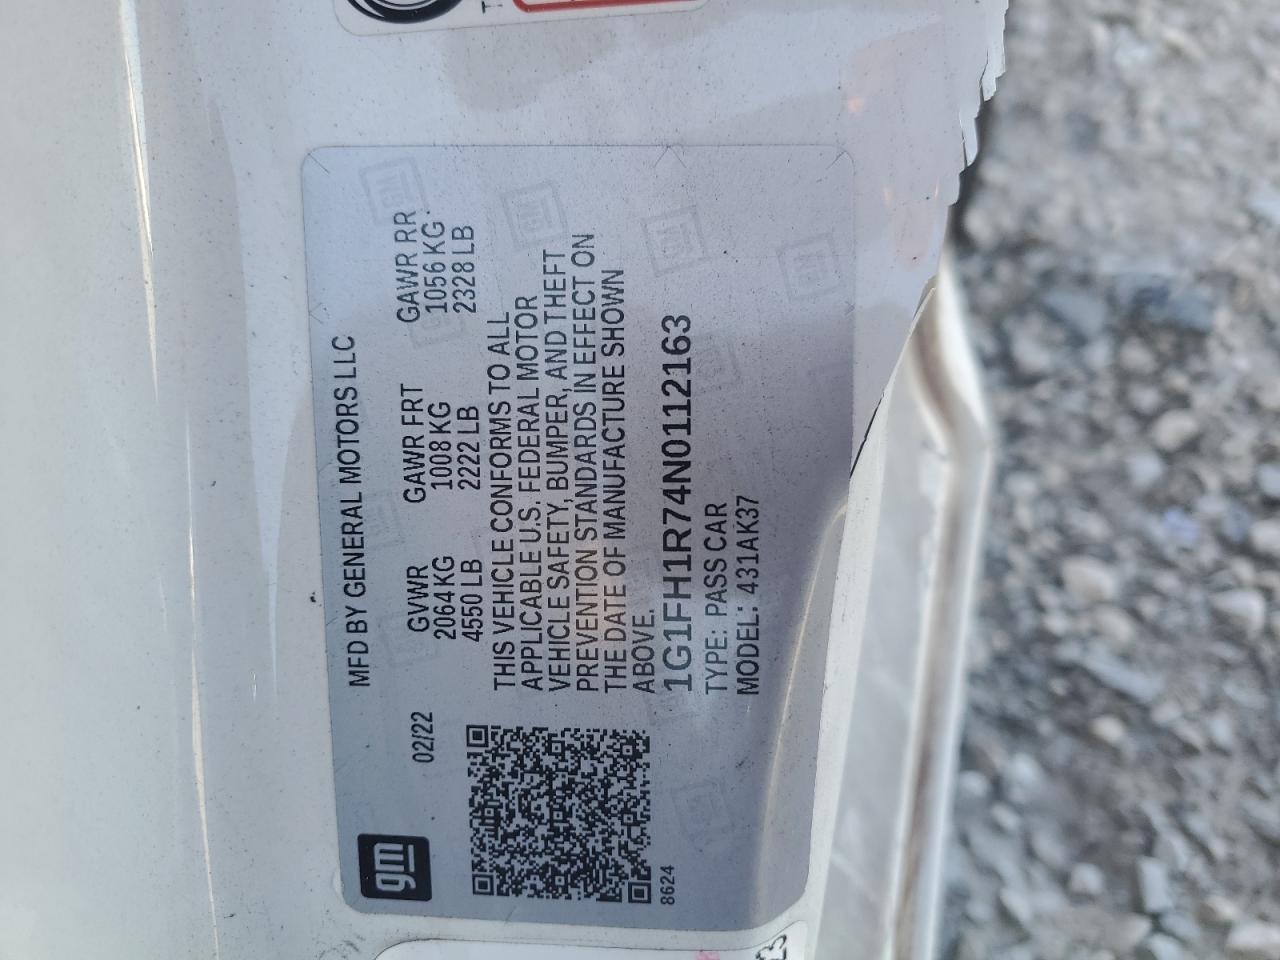 gm
MFD BY GENERAL MOTORS LLC
02/22
GVWR GAWR FRT GAWR RR
2064 KG 1008 KG 1056 KG
4550 LB 2222 LB 2328 LB
THIS VEHICLE CONFORMS TO ALL
APPLICABLE U.S. FEDERAL MOTOR
VEHICLE SAFETY, BUMPER, AND THEFT
PREVENTION STANDARDS IN EFFECT ON
THE DATE OF MANUFACTURE SHOWN
ABOVE.
1G1FH1R74N0112163
TYPE: PASS CAR
MODEL: 431AK37
8624